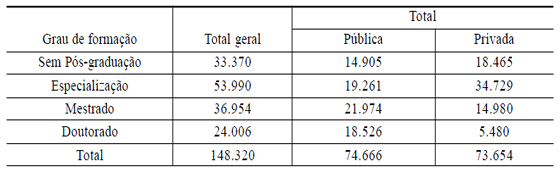 Total
Grau de formação Total geral Pública Privada
Sem Pós-graduação 33.370 14.905 18.465
Especialização 53.990 19.261 34.729
Mestrado 36.954 21.974 14.980
Doutorado 24.006 18.526 5.480
Total 148.320 74.666 73.654